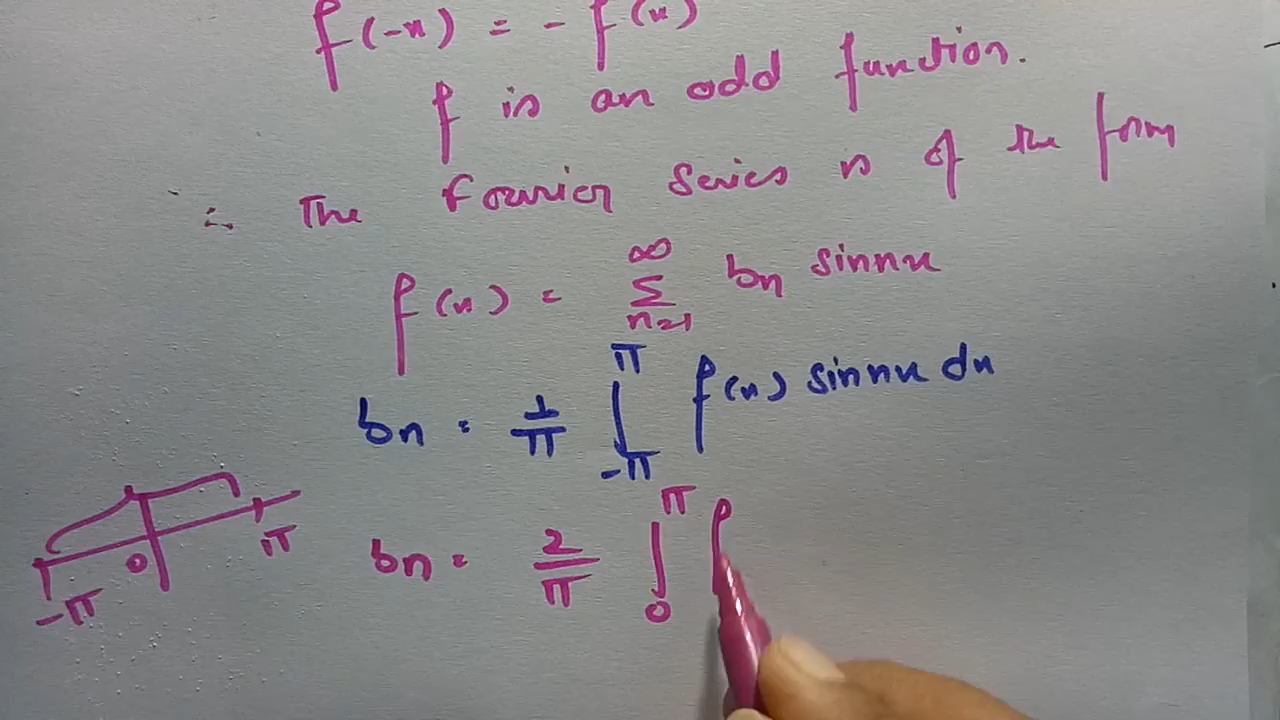 f(-x) = - f(x)
f is an odd function.
∴ The Fourier Series is of the form
f(x) = ∞ Σ n=1 bn sinnx
bn = 1/π ∫ π -π f(x) sinnx dx
bn = 2/π ∫ π 0 f
-π 0 π